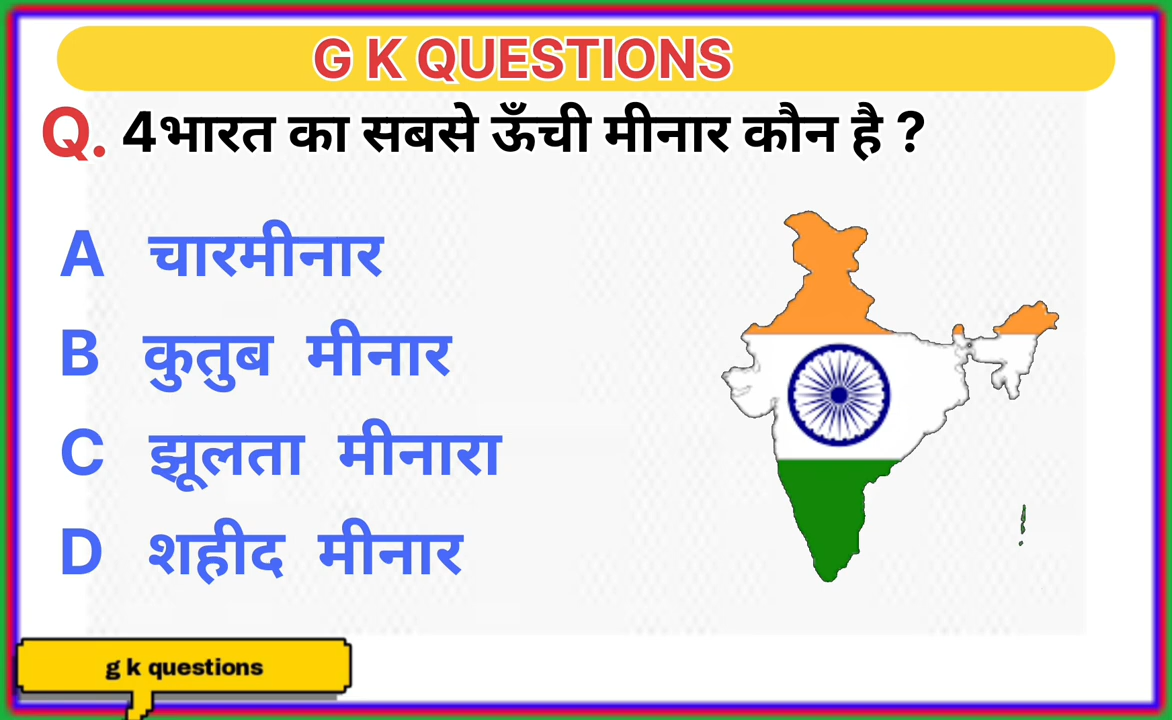 G K QUESTIONS
Q. 4भारत का सबसे ऊँची मीनार कौन है ?
A चारमीनार
B कुतुब मीनार
C झूलता मीनारा
D शहीद मीनार
g k questions